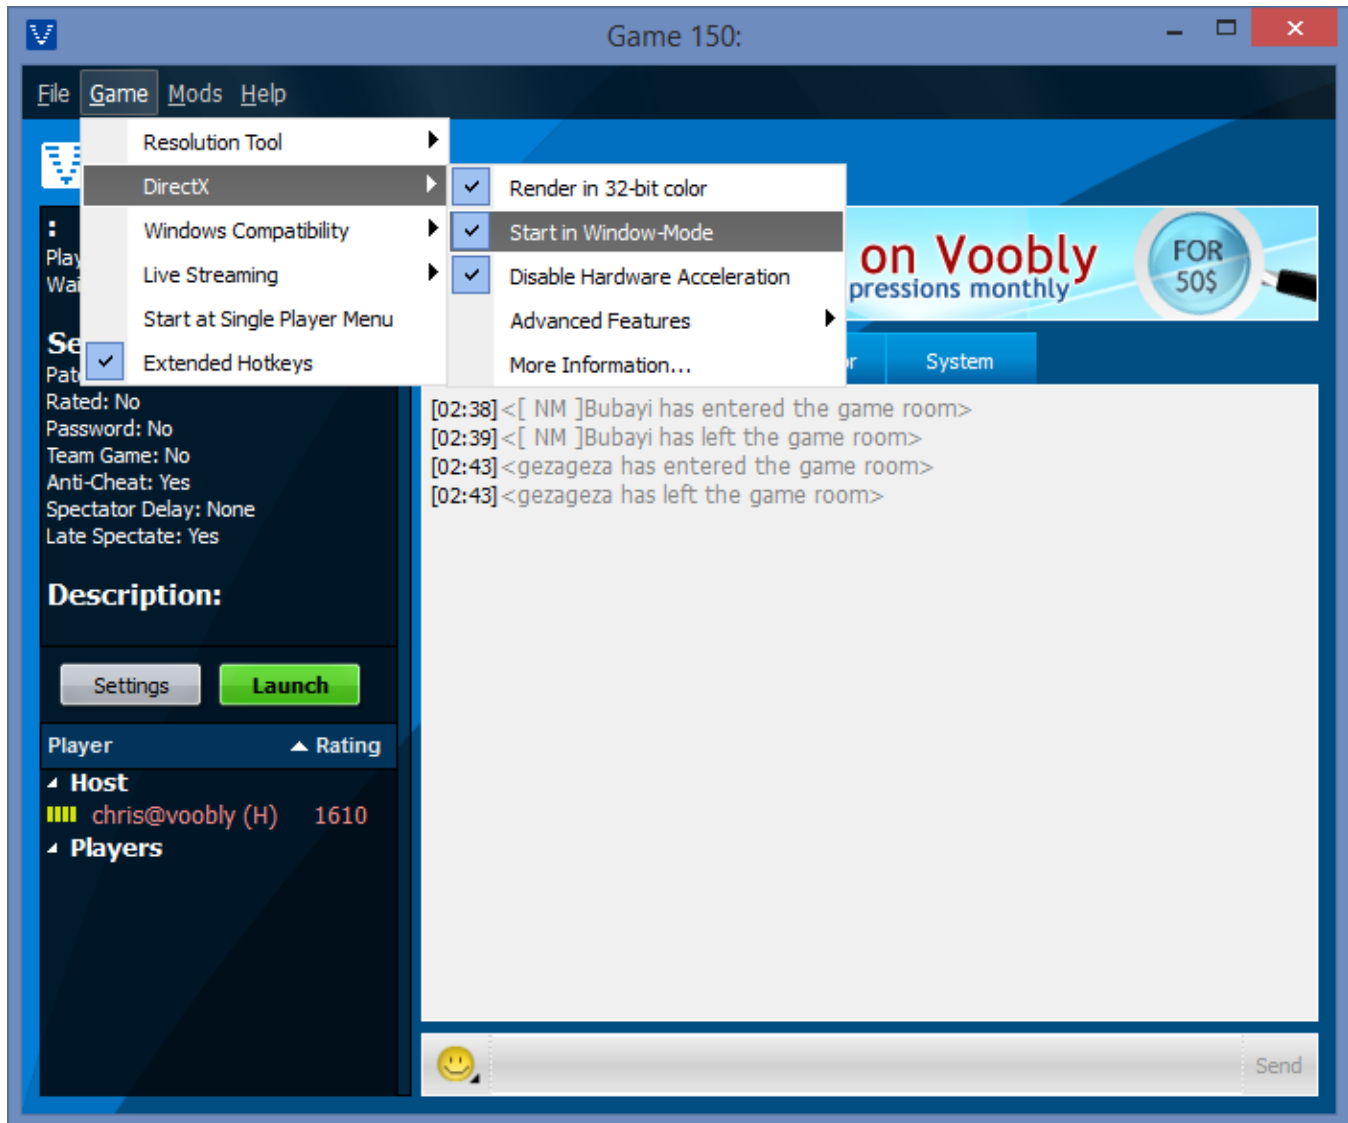 Game 150:
File Game Mods Help
Resolution Tool
DirectX
Windows Compatibility
Live Streaming
Start at Single Player Menu
Extended Hotkeys
Render in 32-bit color
Start in Window-Mode
Disable Hardware Acceleration
Advanced Features
More Information...
on Voobly
pressions monthly
FOR
50$
System
:
Play
Wai
Se
Pat
Rated: No
Password: No
Team Game: No
Anti-Cheat: Yes
Spectator Delay: None
Late Spectate: Yes
Description:
Settings Launch
Player Rating
Host
chris@voobly (H) 1610
Players
[02:38] <[ NM ]Bubayi has entered the game room>
[02:39] <[ NM ]Bubayi has left the game room>
[02:43] <gezageza has entered the game room>
[02:43] <gezageza has left the game room>
Send